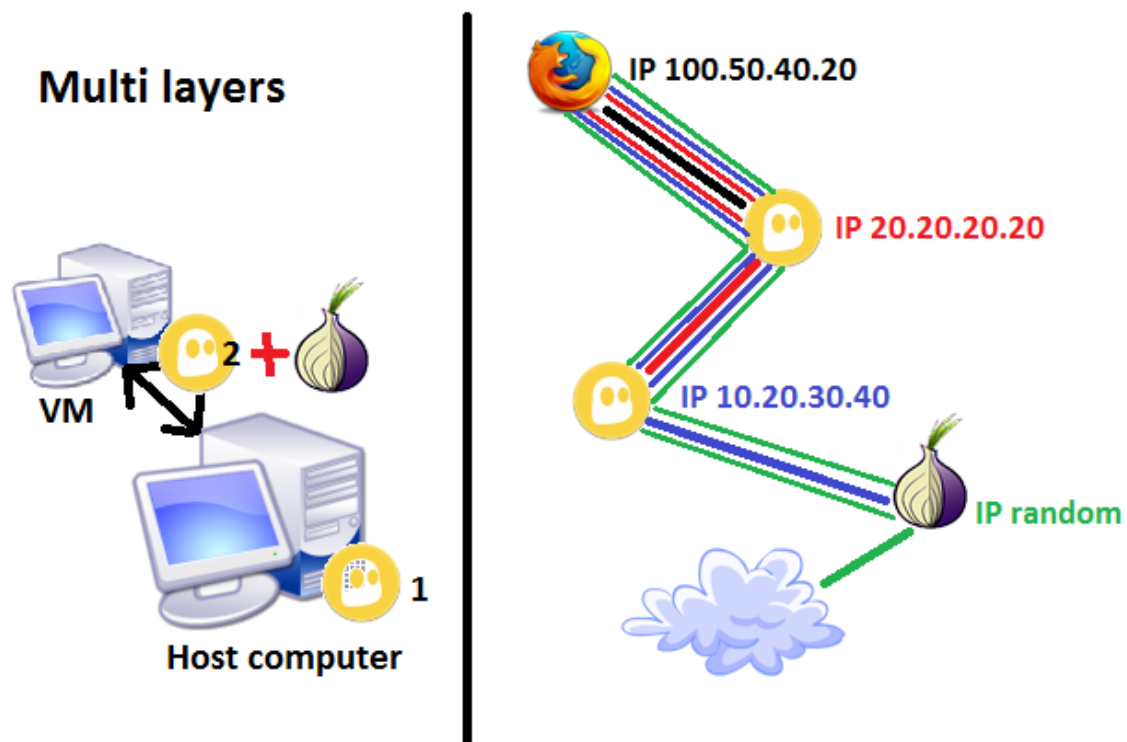 Multi layers
2
VM
1
Host computer
IP 100.50.40.20
IP 20.20.20.20
IP 10.20.30.40
IP random